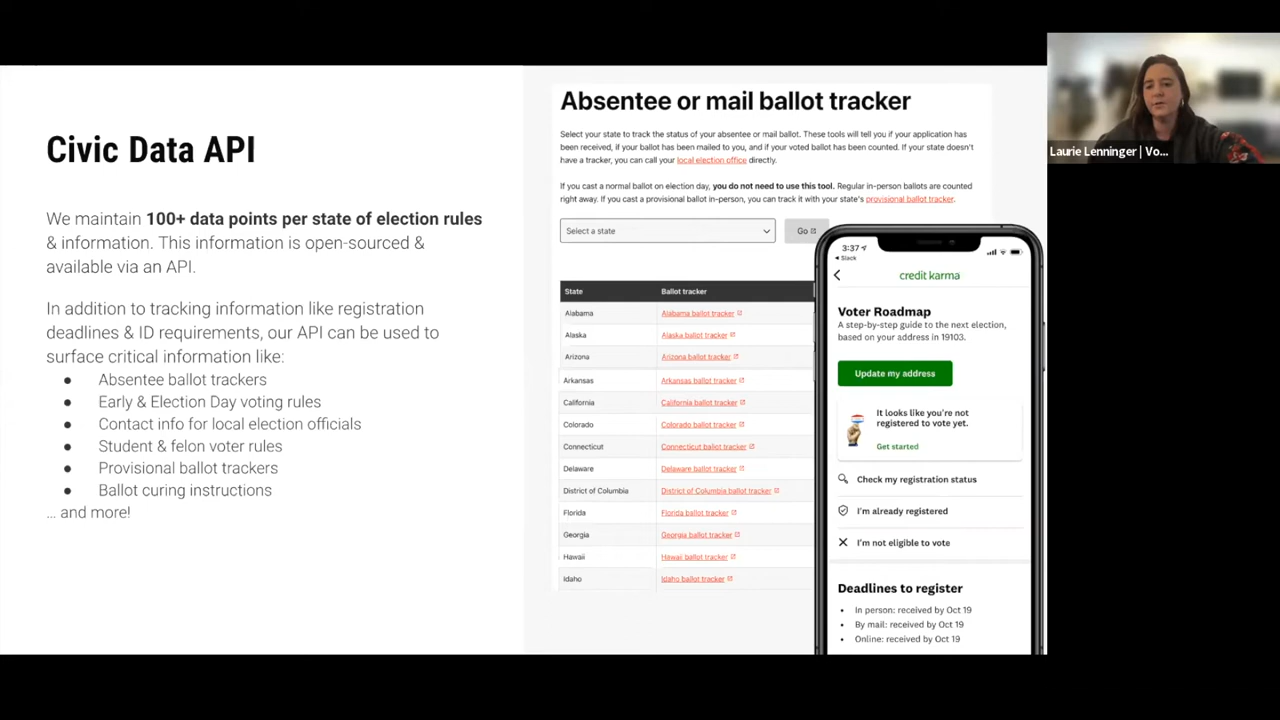 Civic Data API
We maintain 100+ data points per state of election rules
& information. This information is open-sourced &
available via an API.
In addition to tracking information like registration
deadlines & ID requirements, our API can be used to
surface critical information like:
● Absentee ballot trackers
● Early & Election Day voting rules
● Contact info for local election officials
● Student & felon voter rules
● Provisional ballot trackers
● Ballot curing instructions
... and more!
Absentee or mail ballot tracker
Select your state to track the status of your absentee or mail ballot. These tools will tell you if your application has
been received, if your ballot has been mailed to you, and if your voted ballot has been counted. If your state doesn't
have a tracker, you can call your local election office directly.
If you cast a normal ballot on election day, you do not need to use this tool. Regular in-person ballots are counted
right away. If you cast a provisional ballot in-person, you can track it with your state's provisional ballot tracker.
Select a state
Go
State Ballot tracker
Alabama Alabama ballot tracker
Alaska Alaska ballot tracker
Arizona Arizona ballot tracker
Arkansas Arkansas ballot tracker
California California ballot tracker
Colorado Colorado ballot tracker
Connecticut Connecticut ballot tracker
Delaware Delaware ballot tracker
District of Columbia District of Columbia ballot tracker
Florida Florida ballot tracker
Georgia Georgia ballot tracker
Hawaii Hawaii ballot tracker
Idaho Idaho ballot tracker
3:37
Slack
credit karma
Voter Roadmap
A step-by-step guide to the next election,
based on your address in 19103.
Update my address
It looks like you're not
registered to vote yet.
Get started
Check my registration status
I'm already registered
I'm not eligible to vote
Deadlines to register
• In person: received by Oct 19
• By mail: received by Oct 19
• Online: received by Oct 19
Laurie Lenninger | Vo...